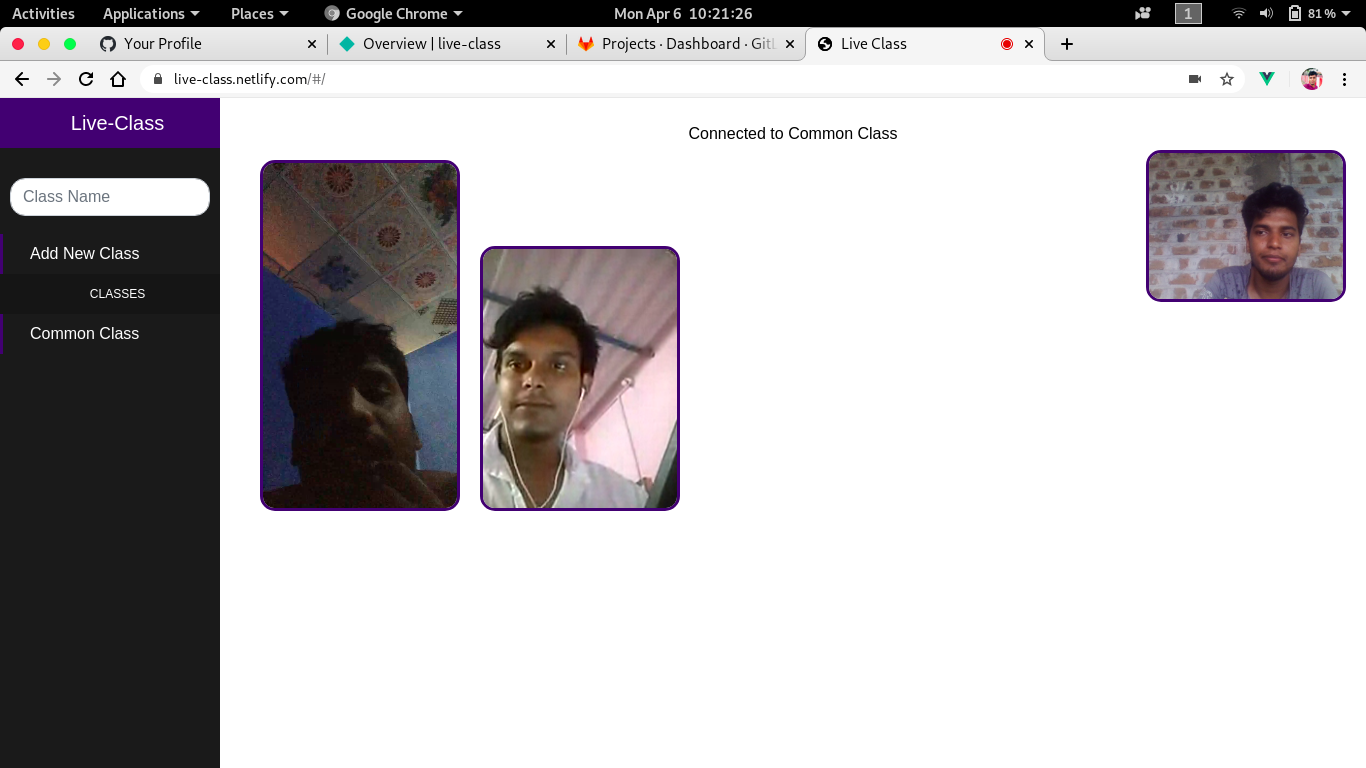 Activities Applications Places Google Chrome Mon Apr 6 10:21:26 1 81 %
Your Profile Overview | live-class Projects · Dashboard · GitL Live Class
live-class.netlify.com/#/
Live-Class
Connected to Common Class
Class Name
Add New Class
CLASSES
Common Class